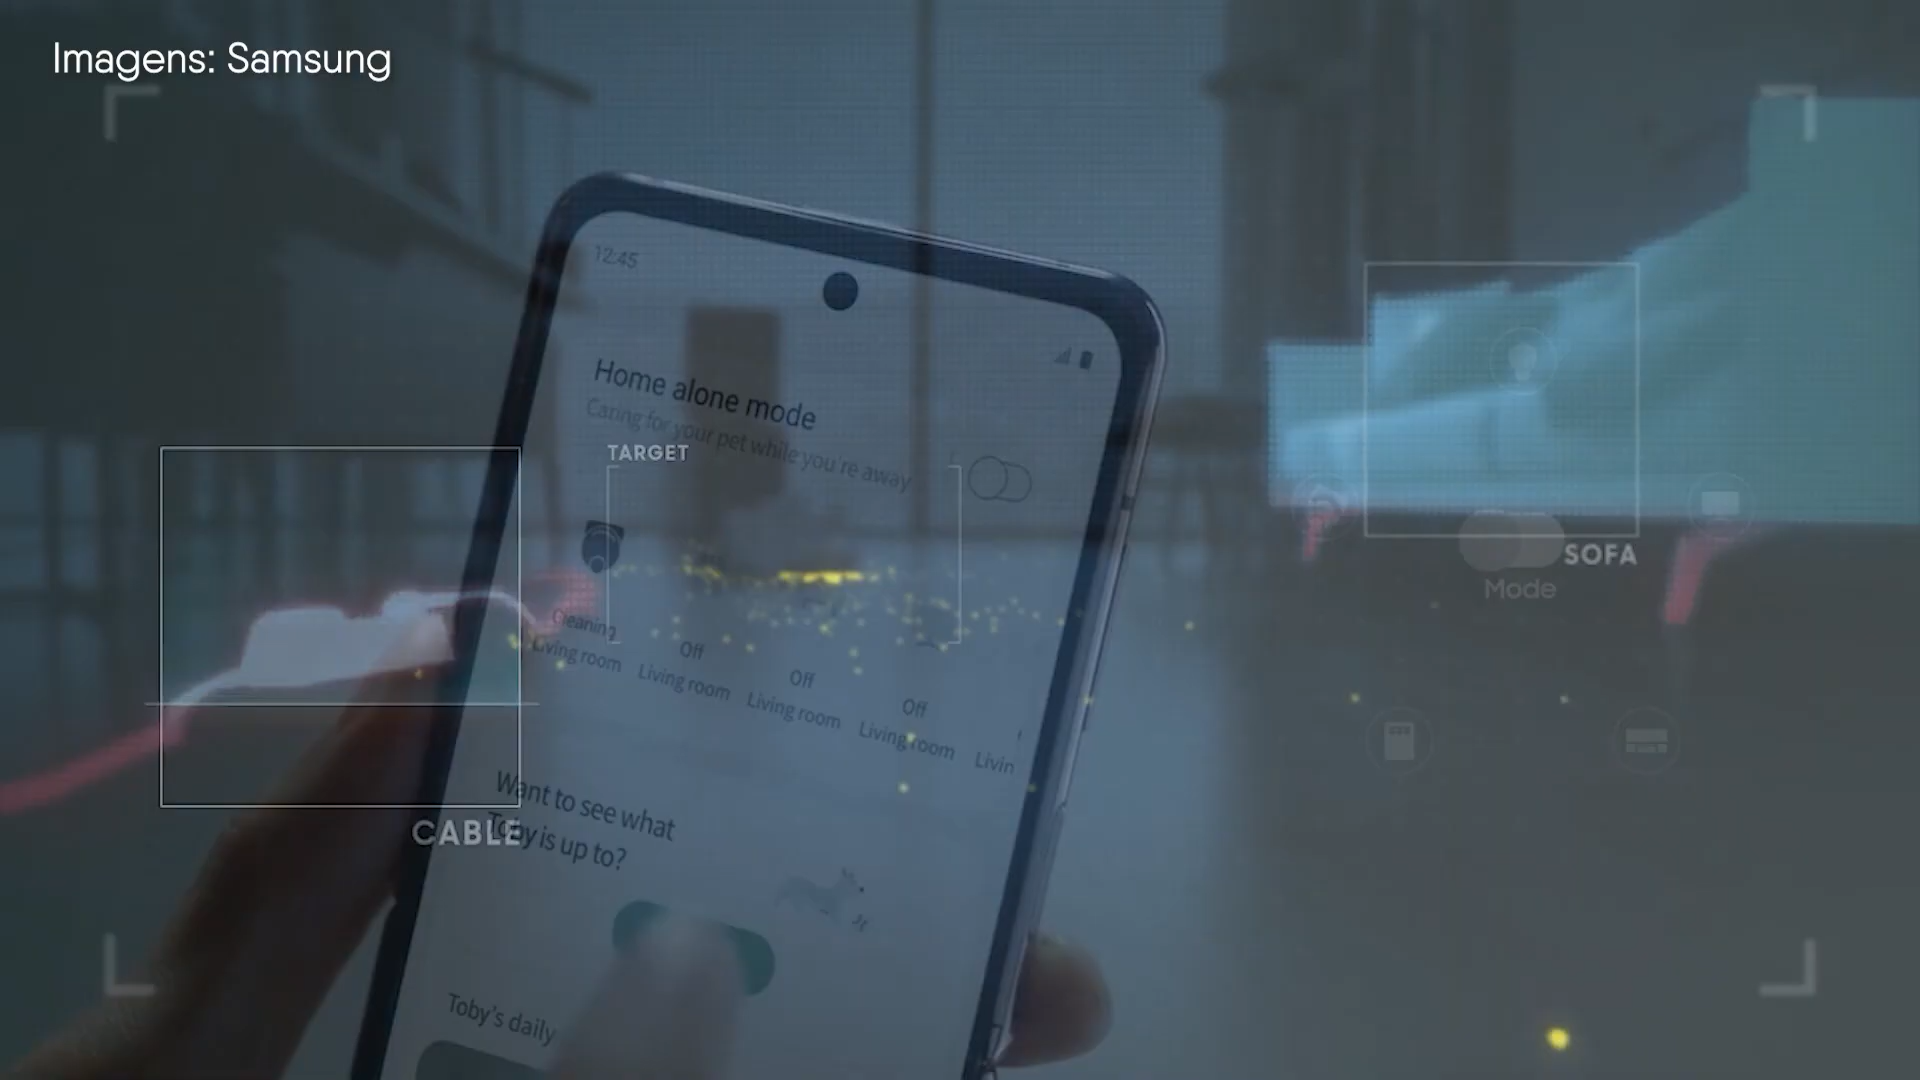 Imagens: Samsung
12:45
Home alone mode
Caring for your pet while you're away
TARGET
SOFA
Mode
Cleaning
Living room
Off
Living room
Off
Living room
Off
Living room
Livin
Want to see what
Toby is up to?
CABLE
Toby's daily